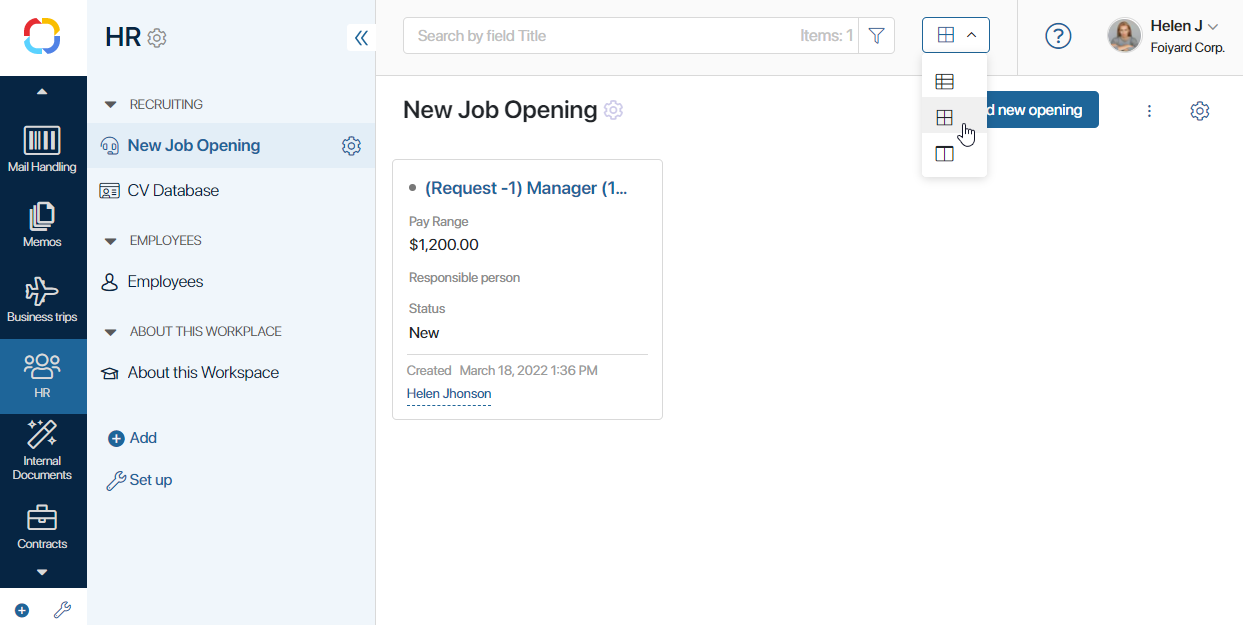 Mail Handling
Memos
Business trips
HR
Internal
Documents
Contracts
HR
RECRUITING
New Job Opening
CV Database
EMPLOYEES
Employees
ABOUT THIS WORKPLACE
About this Workspace
Add
Set up
Search by field Title
Items: 1
?
Helen J
Foiyard Corp.
New Job Opening
new opening
(Request -1) Manager (1...
Pay Range
$1,200.00
Responsible person
Status
New
Created March 18, 2022 1:36 PM
Helen Jhonson